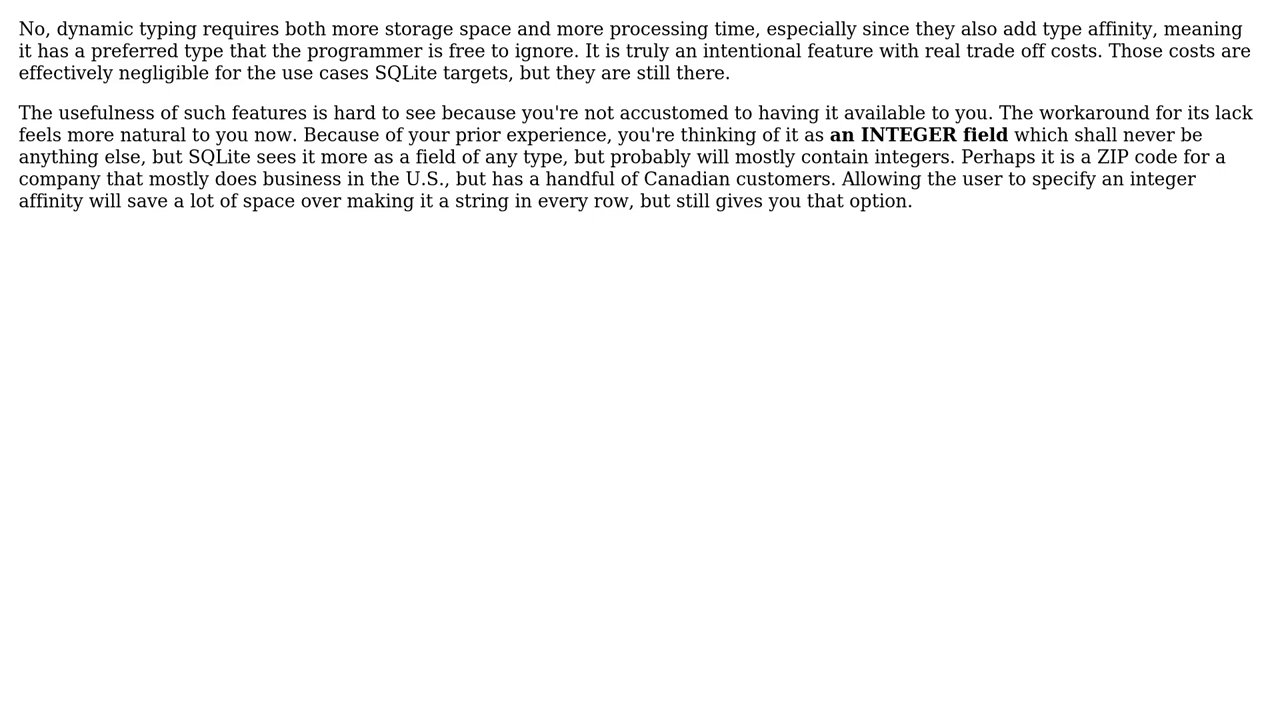 No, dynamic typing requires both more storage space and more processing time, especially since they also add type affinity, meaning
it has a preferred type that the programmer is free to ignore. It is truly an intentional feature with real trade off costs. Those costs are
effectively negligible for the use cases SQLite targets, but they are still there.
The usefulness of such features is hard to see because you're not accustomed to having it available to you. The workaround for its lack
feels more natural to you now. Because of your prior experience, you're thinking of it as an INTEGER field which shall never be
anything else, but SQLite sees it more as a field of any type, but probably will mostly contain integers. Perhaps it is a ZIP code for a
company that mostly does business in the U.S., but has a handful of Canadian customers. Allowing the user to specify an integer
affinity will save a lot of space over making it a string in every row, but still gives you that option.